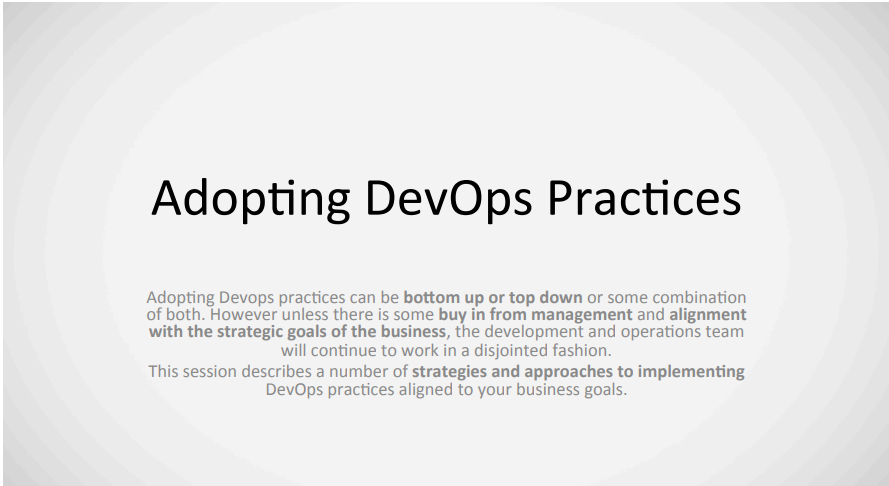 Adopting DevOps Practices
Adopting Devops practices can be bottom up or top down or some combination
of both. However unless there is some buy in from management and alignment
with the strategic goals of the business, the development and operations team
will continue to work in a disjointed fashion.
This session describes a number of strategies and approaches to implementing
DevOps practices aligned to your business goals.